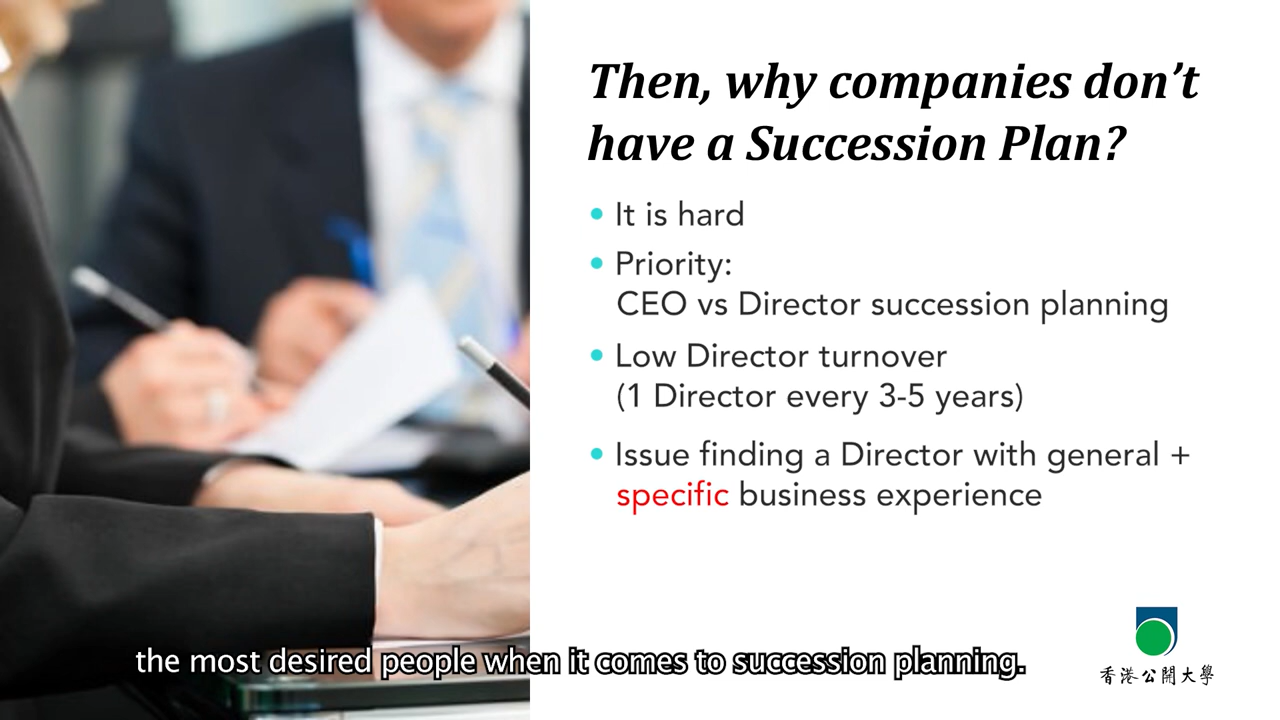 Then, why companies don’t
have a Succession Plan?
• It is hard
• Priority:
CEO vs Director succession planning
• Low Director turnover
(1 Director every 3-5 years)
• Issue finding a Director with general +
specific business experience
the most desired people when it comes to succession planning.
香港公開大學